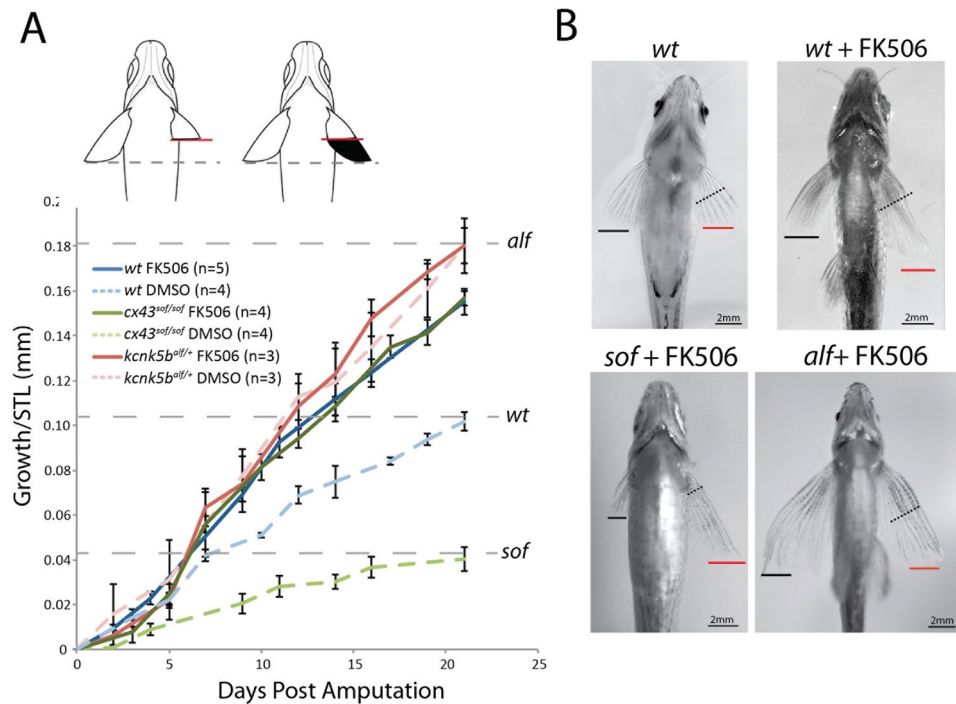 A
B
0.2
0.18
0.16
0.14
0.12
0.10
0.08
0.06
0.04
0.02
0
0
5
10
15
20
25
Growth/STL (mm)
Days Post Amputation
wt FK506 (n=5)
wt DMSO (n=4)
cx43sof/sof FK506 (n=4)
cx43sof/sof DMSO (n=4)
kcnk5balf/+ FK506 (n=3)
kcnk5balf/+ DMSO (n=3)
alf
wt
sof
wt
wt + FK506
2mm
2mm
sof + FK506
alf+ FK506
2mm
2mm